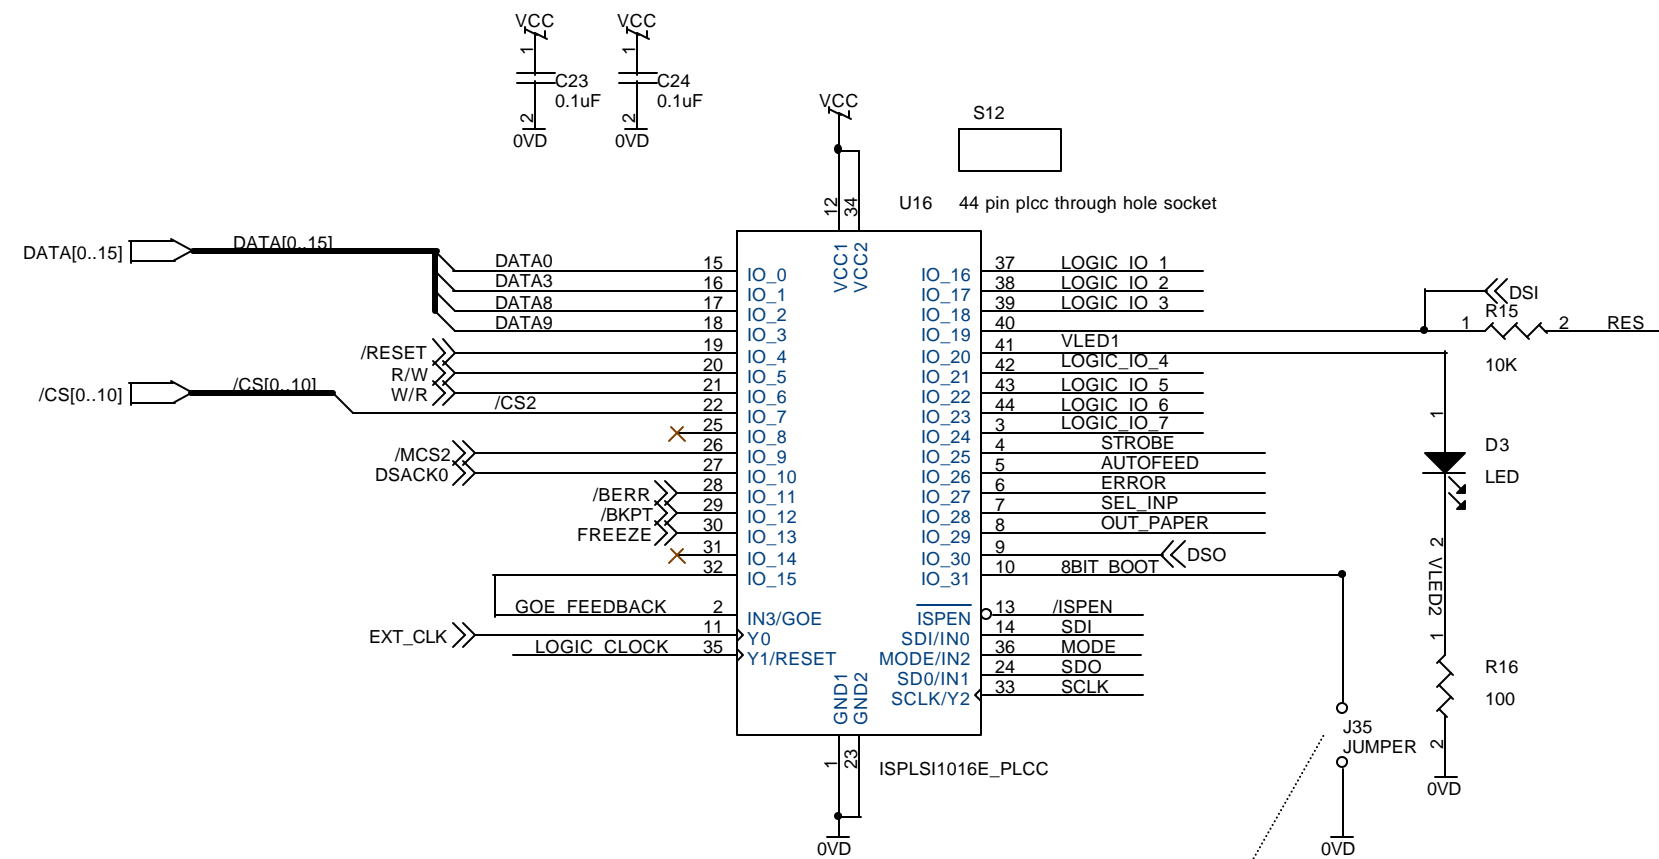 VCC VCC
1 1
C23 C24
0.1uF 0.1uF
2 2
0VD 0VD
VCC
S12
12 34
U16 44 pin plcc through hole socket
VCC1 VCC2
DATA[0..15] DATA[0..15]
DATA0 15 IO_0
DATA3 16 IO_1
DATA8 17 IO_2
DATA9 18 IO_3
/RESET 19 IO_4
R/W 20 IO_5
W/R 21 IO_6
/CS[0..10] /CS[0..10]
/CS2 22 IO_7
25 IO_8
/MCS2 26 IO_9
DSACK0 27 IO_10
/BERR 28 IO_11
/BKPT 29 IO_12
FREEZE 30 IO_13
31 IO_14
32 IO_15
GOE_FEEDBACK 2 IN3/GOE
EXT_CLK 11 Y0
LOGIC_CLOCK 35 Y1/RESET
IO_16 37 LOGIC_IO_1
IO_17 38 LOGIC_IO_2
IO_18 39 LOGIC_IO_3
IO_19 40
DSI
R15
1 2 RES
10K
IO_20 41 VLED1
IO_21 42 LOGIC_IO_4
IO_22 43 LOGIC_IO_5
IO_23 44 LOGIC_IO_6
IO_24 3 LOGIC_IO_7
IO_25 4 STROBE
IO_26 5 AUTOFEED
IO_27 6 ERROR
IO_28 7 SEL_INP
IO_29 8 OUT_PAPER
IO_30 9 DSO
IO_31 10 8BIT_BOOT
ISPEN 13 /ISPEN
SDI/IN0 14 SDI
MODE/IN2 36 MODE
SD0/IN1 24 SDO
SCLK/Y2 33 SCLK
GND1 GND2
1 23
ISPLSI1016E_PLCC
0VD
1
D3
LED
2
VLED2
1
R16
100
2
0VD
J35
JUMPER
0VD